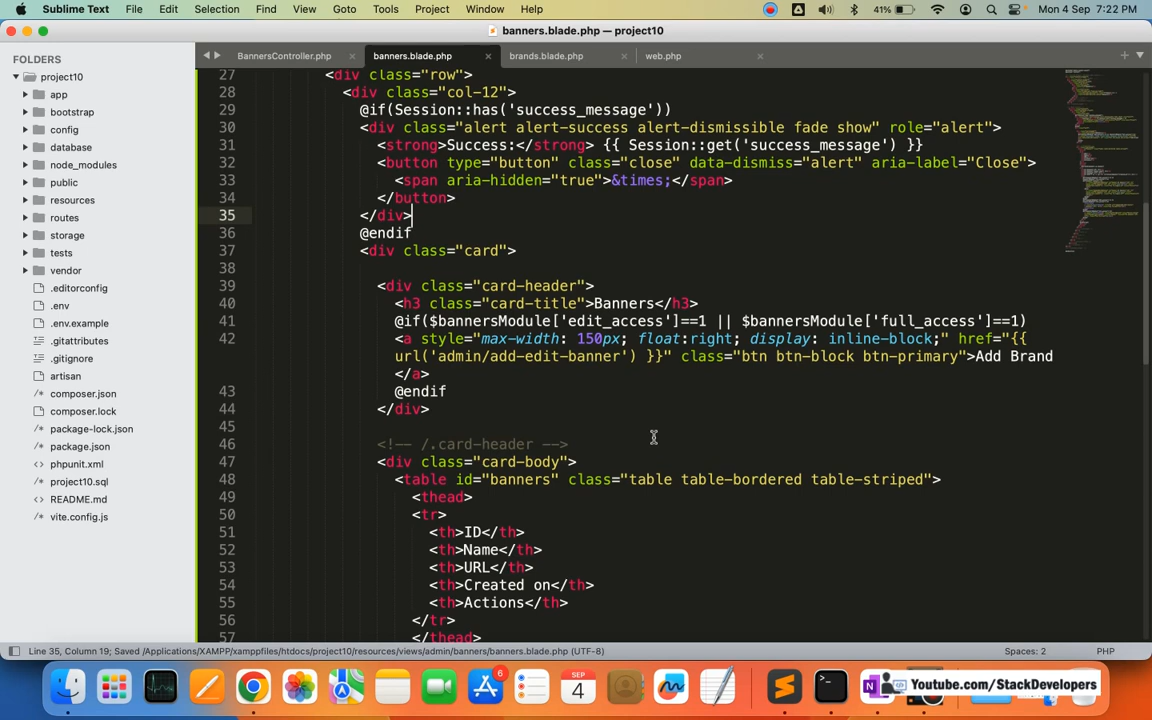 Sublime Text File Edit Selection Find View Goto Tools Project Window Help 41% Mon 4 Sep 7:22 PM
banners.blade.php — project10
FOLDERS
project10
app
bootstrap
config
database
node_modules
public
resources
routes
storage
tests
vendor
.editorconfig
.env
.env.example
.gitattributes
.gitignore
artisan
composer.json
composer.lock
package-lock.json
package.json
phpunit.xml
project10.sql
README.md
vite.config.js
BannersController.php banners.blade.php brands.blade.php web.php
27 <div class="row">
28 <div class="col-12">
29 @if(Session::has('success_message'))
30 <div class="alert alert-success alert-dismissible fade show" role="alert">
31 <strong>Success:</strong> {{ Session::get('success_message') }}
32 <button type="button" class="close" data-dismiss="alert" aria-label="Close">
33 <span aria-hidden="true">&times;</span>
34 </button>
35 </div>
36 @endif
37 <div class="card">
38
39 <div class="card-header">
40 <h3 class="card-title">Banners</h3>
41 @if($bannersModule['edit_access']==1 || $bannersModule['full_access']==1)
42 <a style="max-width: 150px; float:right; display: inline-block;" href="{{
url('admin/add-edit-banner') }}" class="btn btn-block btn-primary">Add Brand
</a>
43 @endif
44 </div>
45
46 <!-- /.card-header -->
47 <div class="card-body">
48 <table id="banners" class="table table-bordered table-striped">
49 <thead>
50 <tr>
51 <th>ID</th>
52 <th>Name</th>
53 <th>URL</th>
54 <th>Created on</th>
55 <th>Actions</th>
56 </tr>
57 </thead>
Line 35, Column 19; Saved /Applications/XAMPP/xamppfiles/htdocs/project10/resources/views/admin/banners/banners.blade.php (UTF-8) Spaces: 2 PHP
6
SEP
4
Youtube.com/StackDevelopers